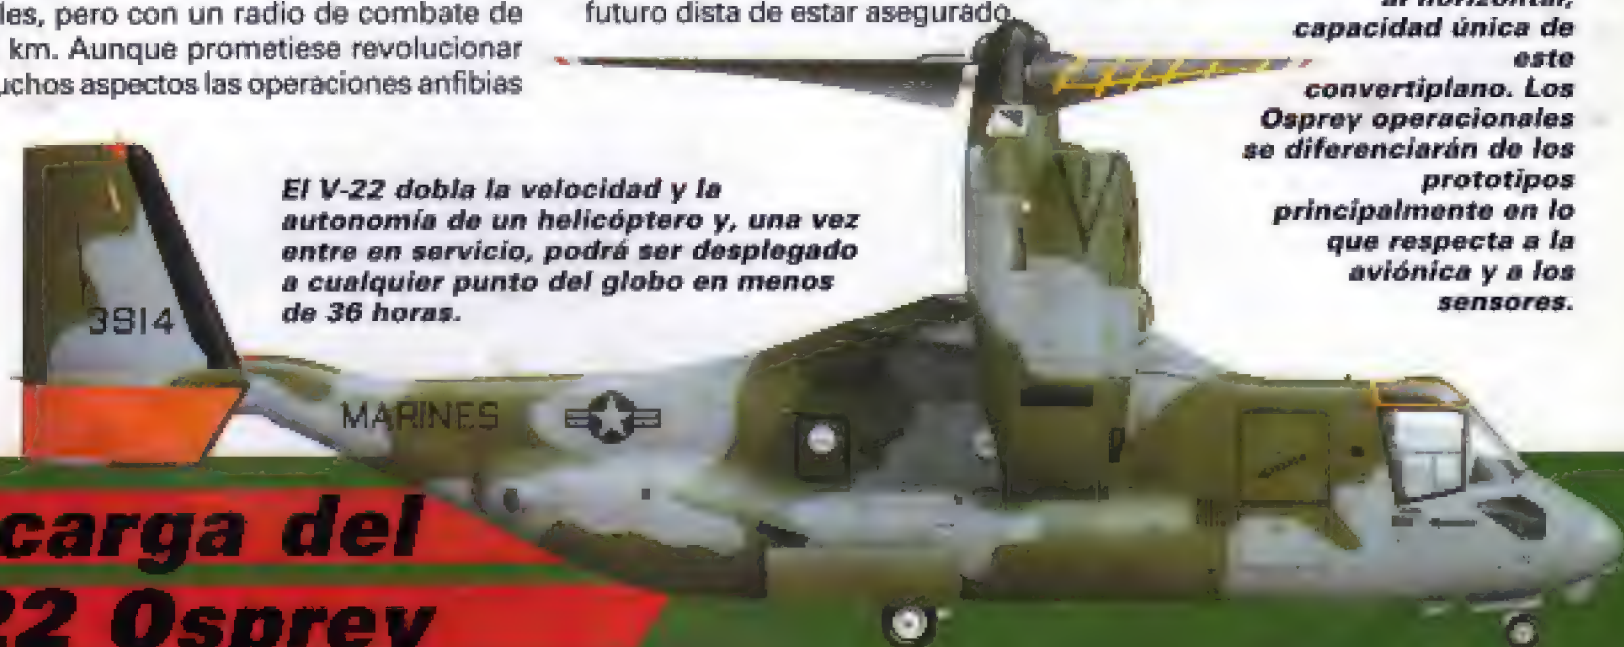 les, pero con un radio de combate de
km. Aunque prometiese revolucionar
uchos aspectos las operaciones anfibias
futuro dista de estar asegurado.
al horizontal,
capacidad única de
este
convertiplano. Los
Osprey operacionales
se diferenciarán de los
prototipos
principalmente en lo
que respecta a la
aviónica y a los
sensores.
El V-22 dobla la velocidad y la
autonomía de un helicóptero y, una vez
entre en servicio, podrá ser desplegado
a cualquier punto del globo en menos
de 36 horas.
3914
MARINES
carga del
22 Osprey